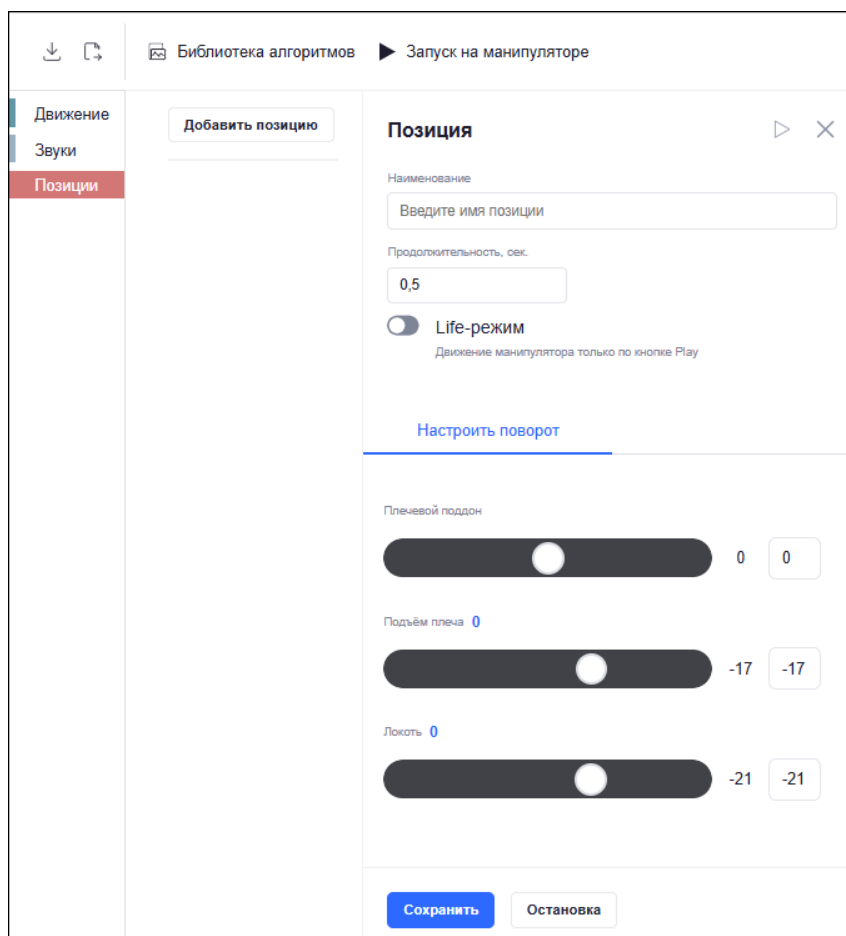 Библиотека алгоритмов
Запуск на манипуляторе
Движение
Звуки
Позиции
Добавить позицию
Позиция
Наименование
Введите имя позиции
Продолжительность, сек.
0,5
Life-режим
Движение манипулятора только по кнопке Play
Настроить поворот
Плечевой поддон
0 0
Подъём плеча 0
-17 -17
Локоть 0
-21 -21
Сохранить Остановка